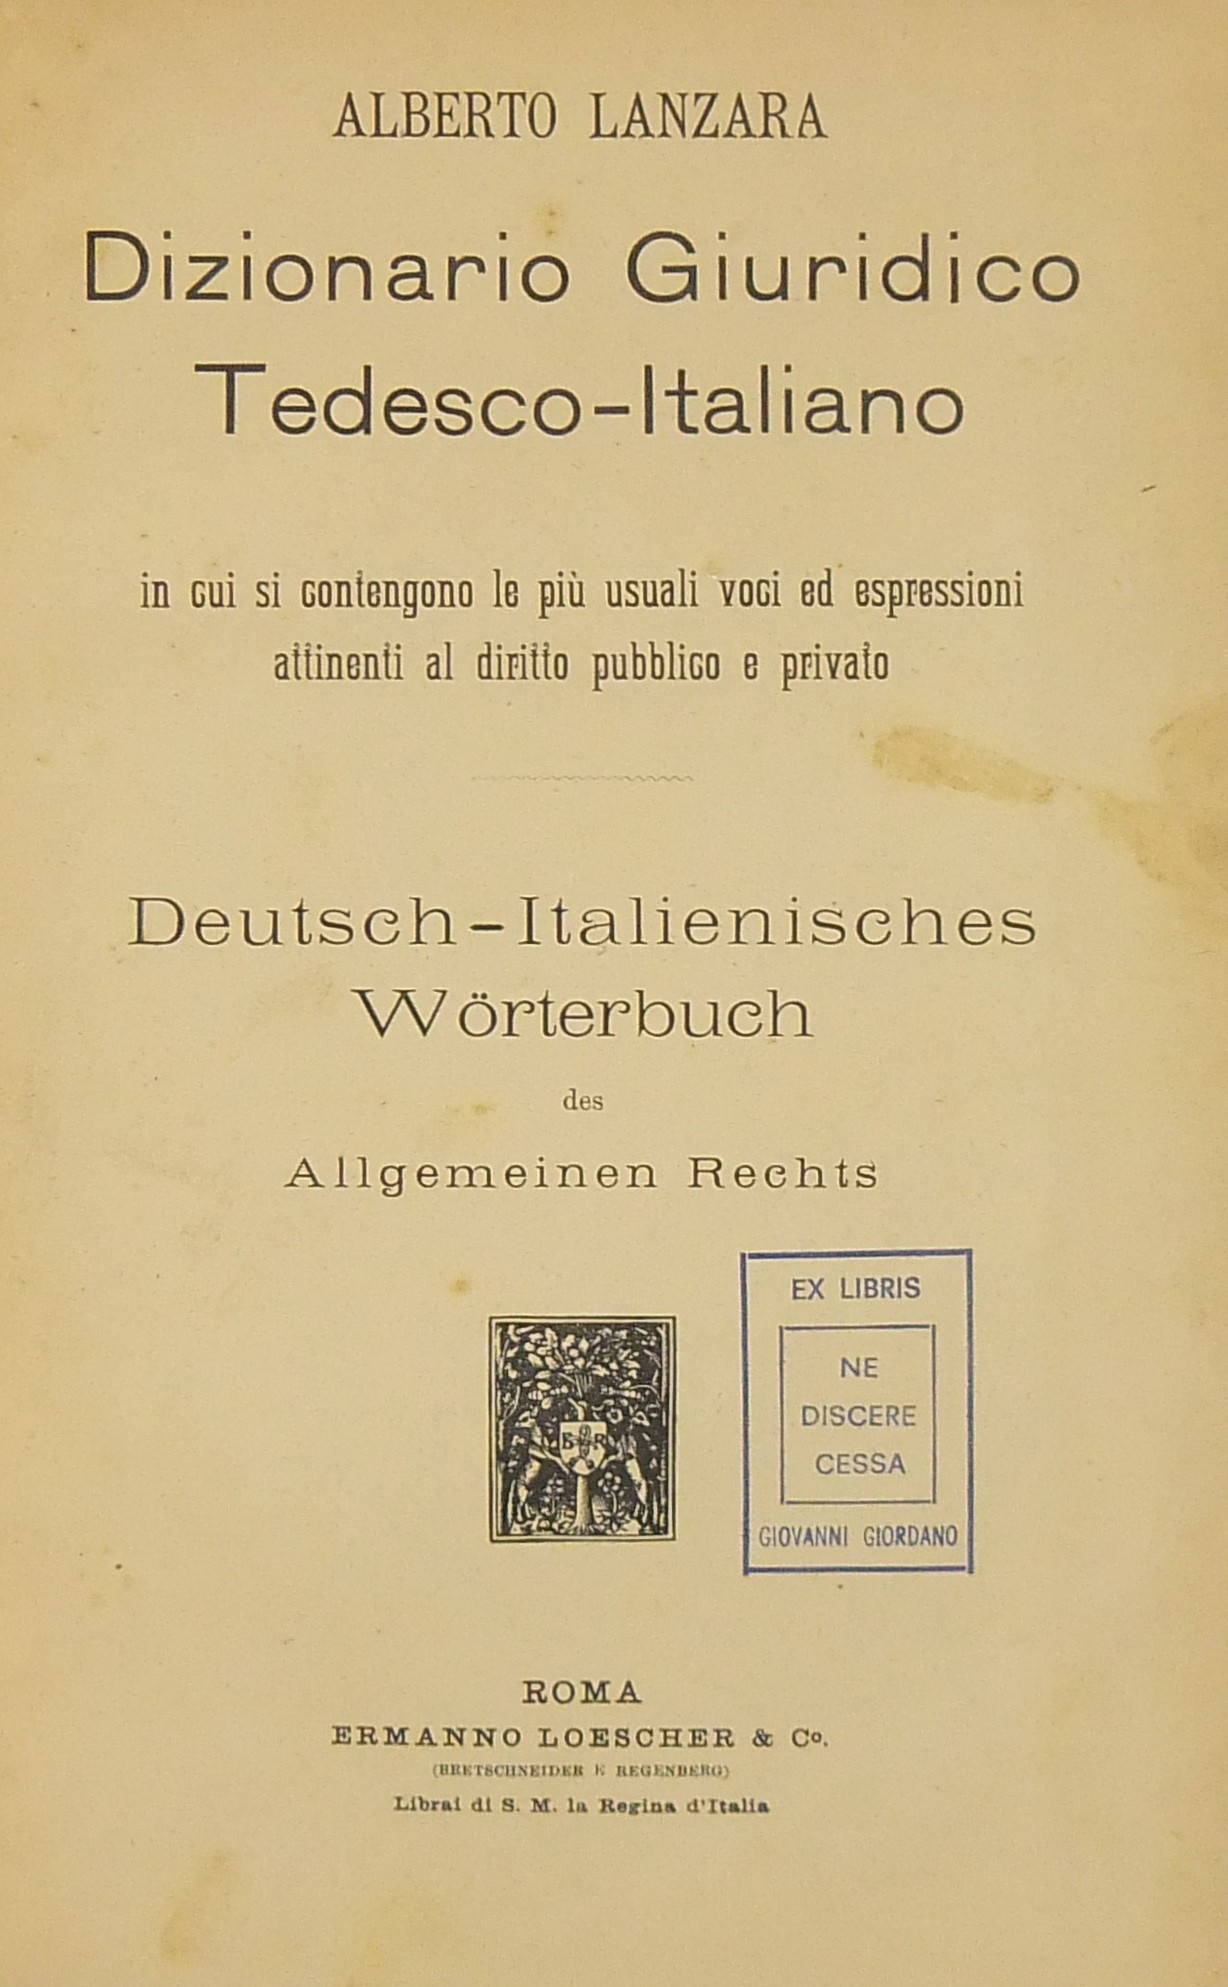 ALBERTO LANZARA
Dizionario Giuridico
Tedesco-Italiano
in cui si contengono le più usuali voci ed espressioni
attinenti al diritto pubblico e privato
Deutsch-Italienisches
Wörterbuch
des
Allgemeinen Rechts
B R
EX LIBRIS
NE
DISCERE
CESSA
GIOVANNI GIORDANO
ROMA
ERMANNO LOESCHER & Co.
(BRETSCHNEIDER E REGENBERG)
Librai di S. M. la Regina d'Italia